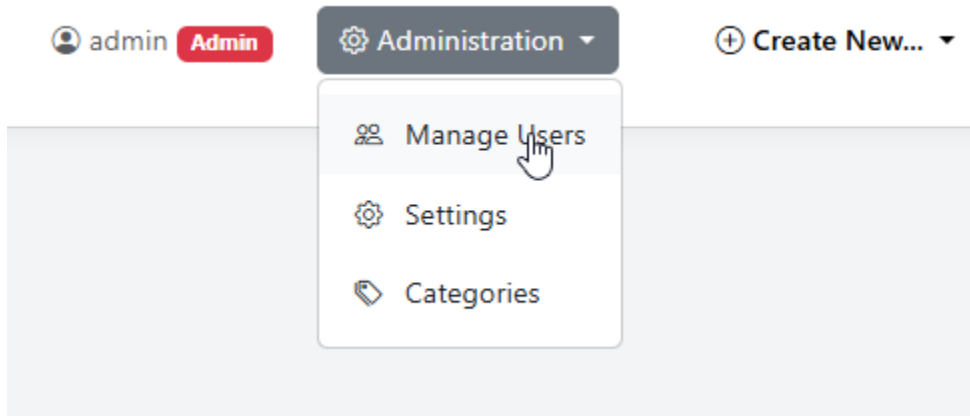 admin Admin Administration Create New...
Manage Users
Settings
Categories